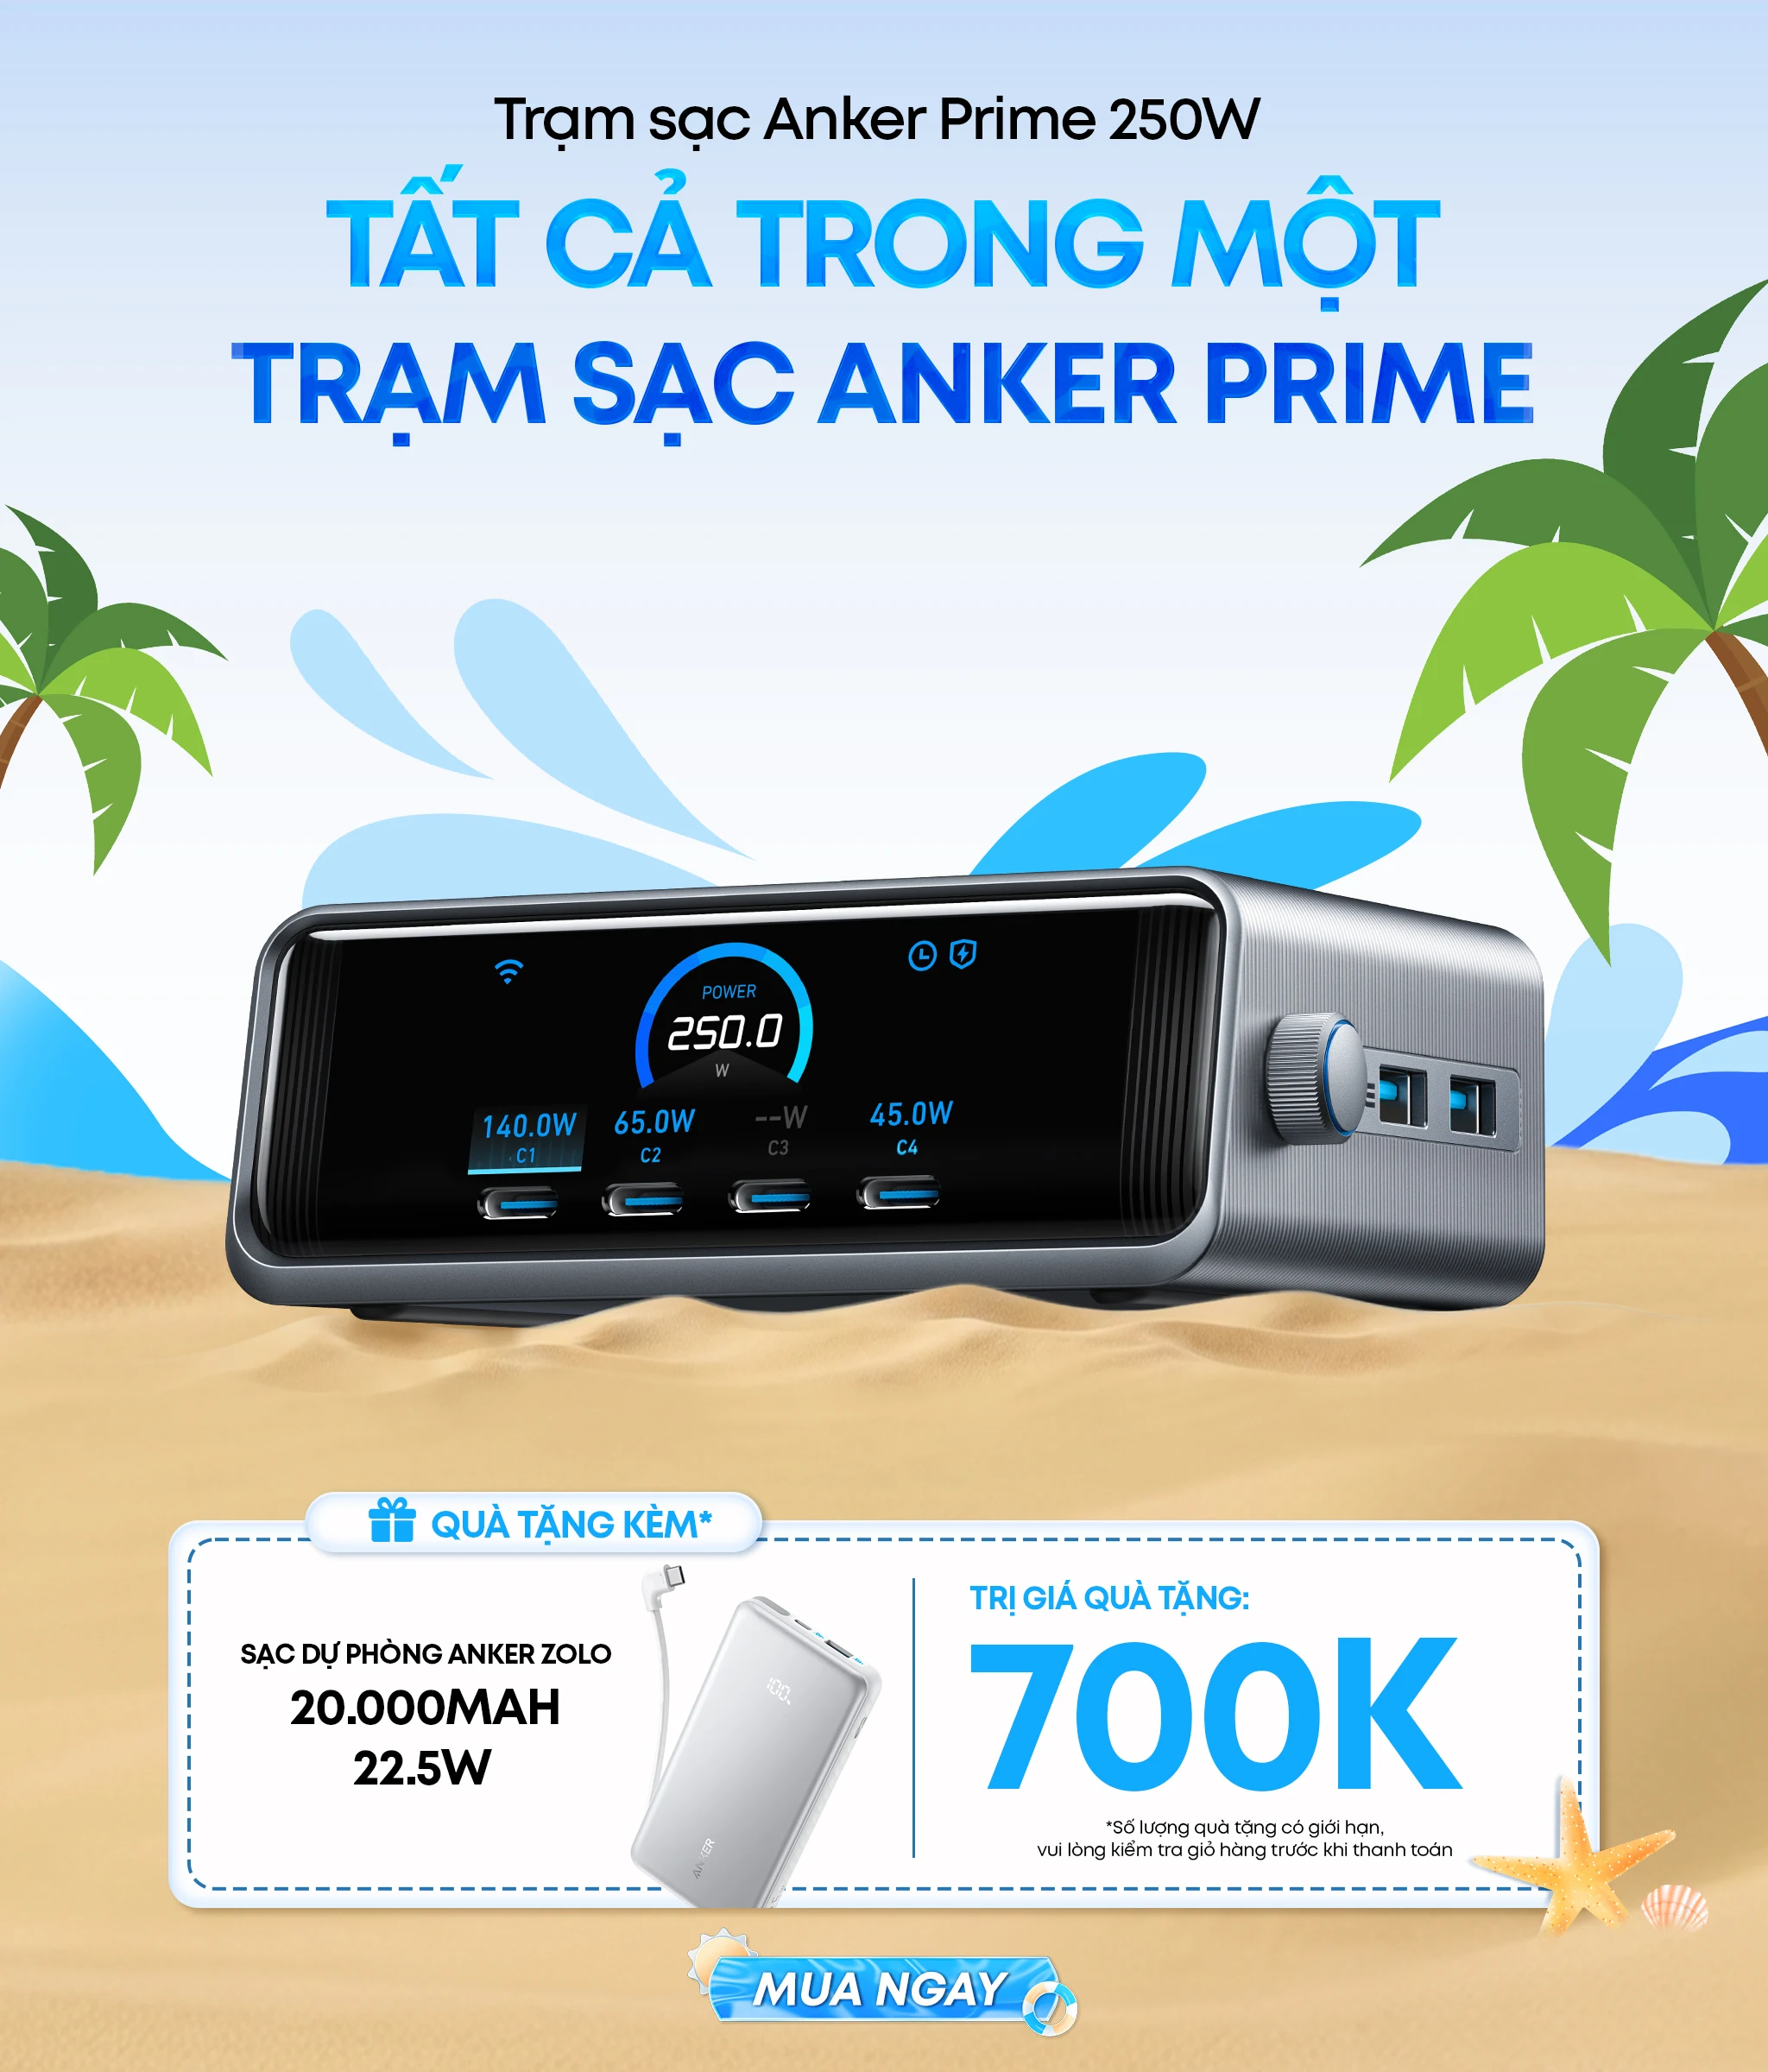 Trạm sạc Anker Prime 250W
TẤT CẢ TRONG MỘT
TRẠM SẠC ANKER PRIME
POWER
250.0
W
140.0W 65.0W --W 45.0W
C1 C2 C3 C4
QUÀ TẶNG KÈM*
SẠC DỰ PHÒNG ANKER ZOLO
20.000MAH
22.5W
100%
ANKER
TRỊ GIÁ QUÀ TẶNG:
700K
*Số lượng quà tặng có giới hạn,
vui lòng kiểm tra giỏ hàng trước khi thanh toán
MUA NGAY